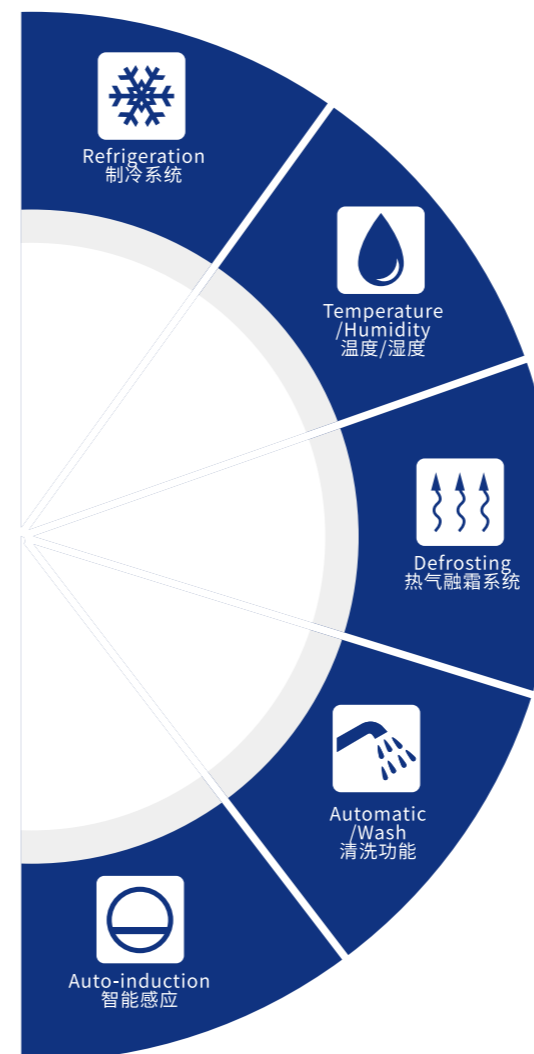 Refrigeration
制冷系统
Temperature
/Humidity
温度/湿度
Defrosting
热气融霜系统
Automatic
/Wash
清洗功能
Auto-induction
智能感应